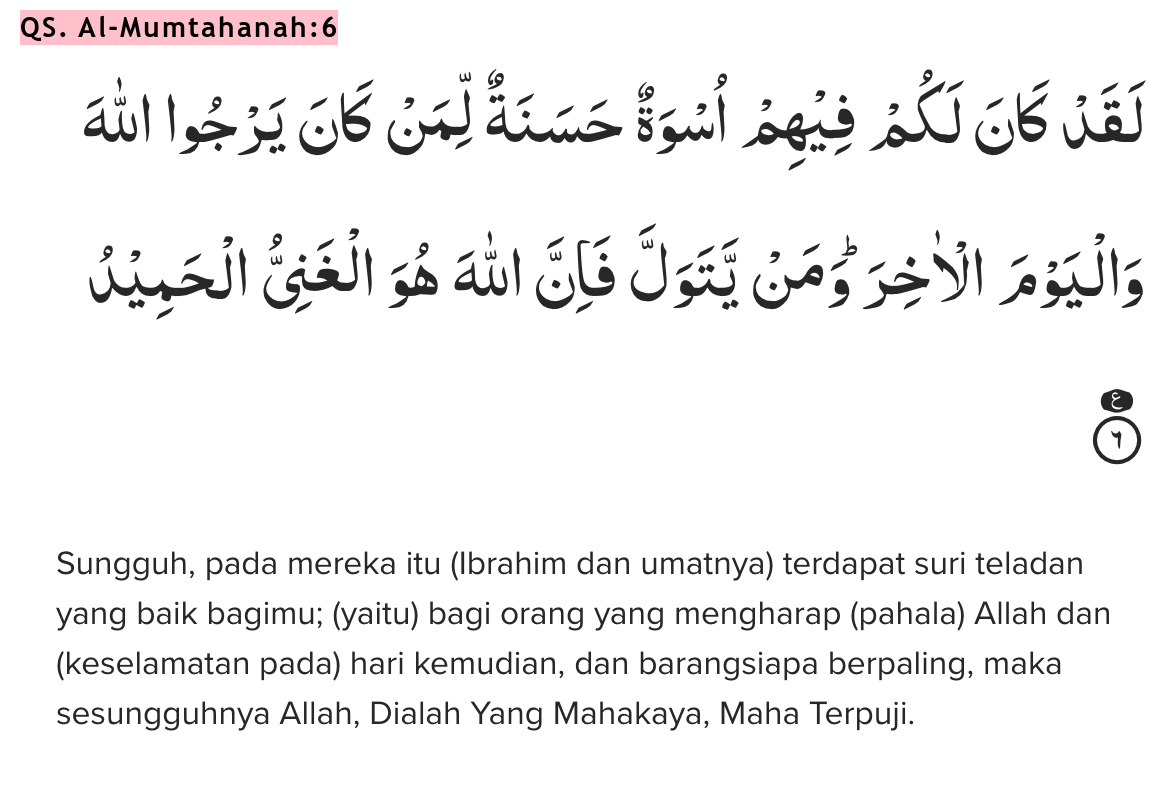 QS. Al-Mumtahanah:6
لَقَدْ كَانَ لَكُمْ فِيْهِمْ اُسْوَةٌ حَسَنَةٌ لِّمَنْ كَانَ يَرْجُوا اللّٰهَ
وَالْيَوْمَ الْاٰخِرَۗ وَمَنْ يَّتَوَلَّ فَاِنَّ اللّٰهَ هُوَ الْغَنِيُّ الْحَمِيْدُ
ع
٦
Sungguh, pada mereka itu (Ibrahim dan umatnya) terdapat suri teladan
yang baik bagimu; (yaitu) bagi orang yang mengharap (pahala) Allah dan
(keselamatan pada) hari kemudian, dan barangsiapa berpaling, maka
sesungguhnya Allah, Dialah Yang Mahakaya, Maha Terpuji.